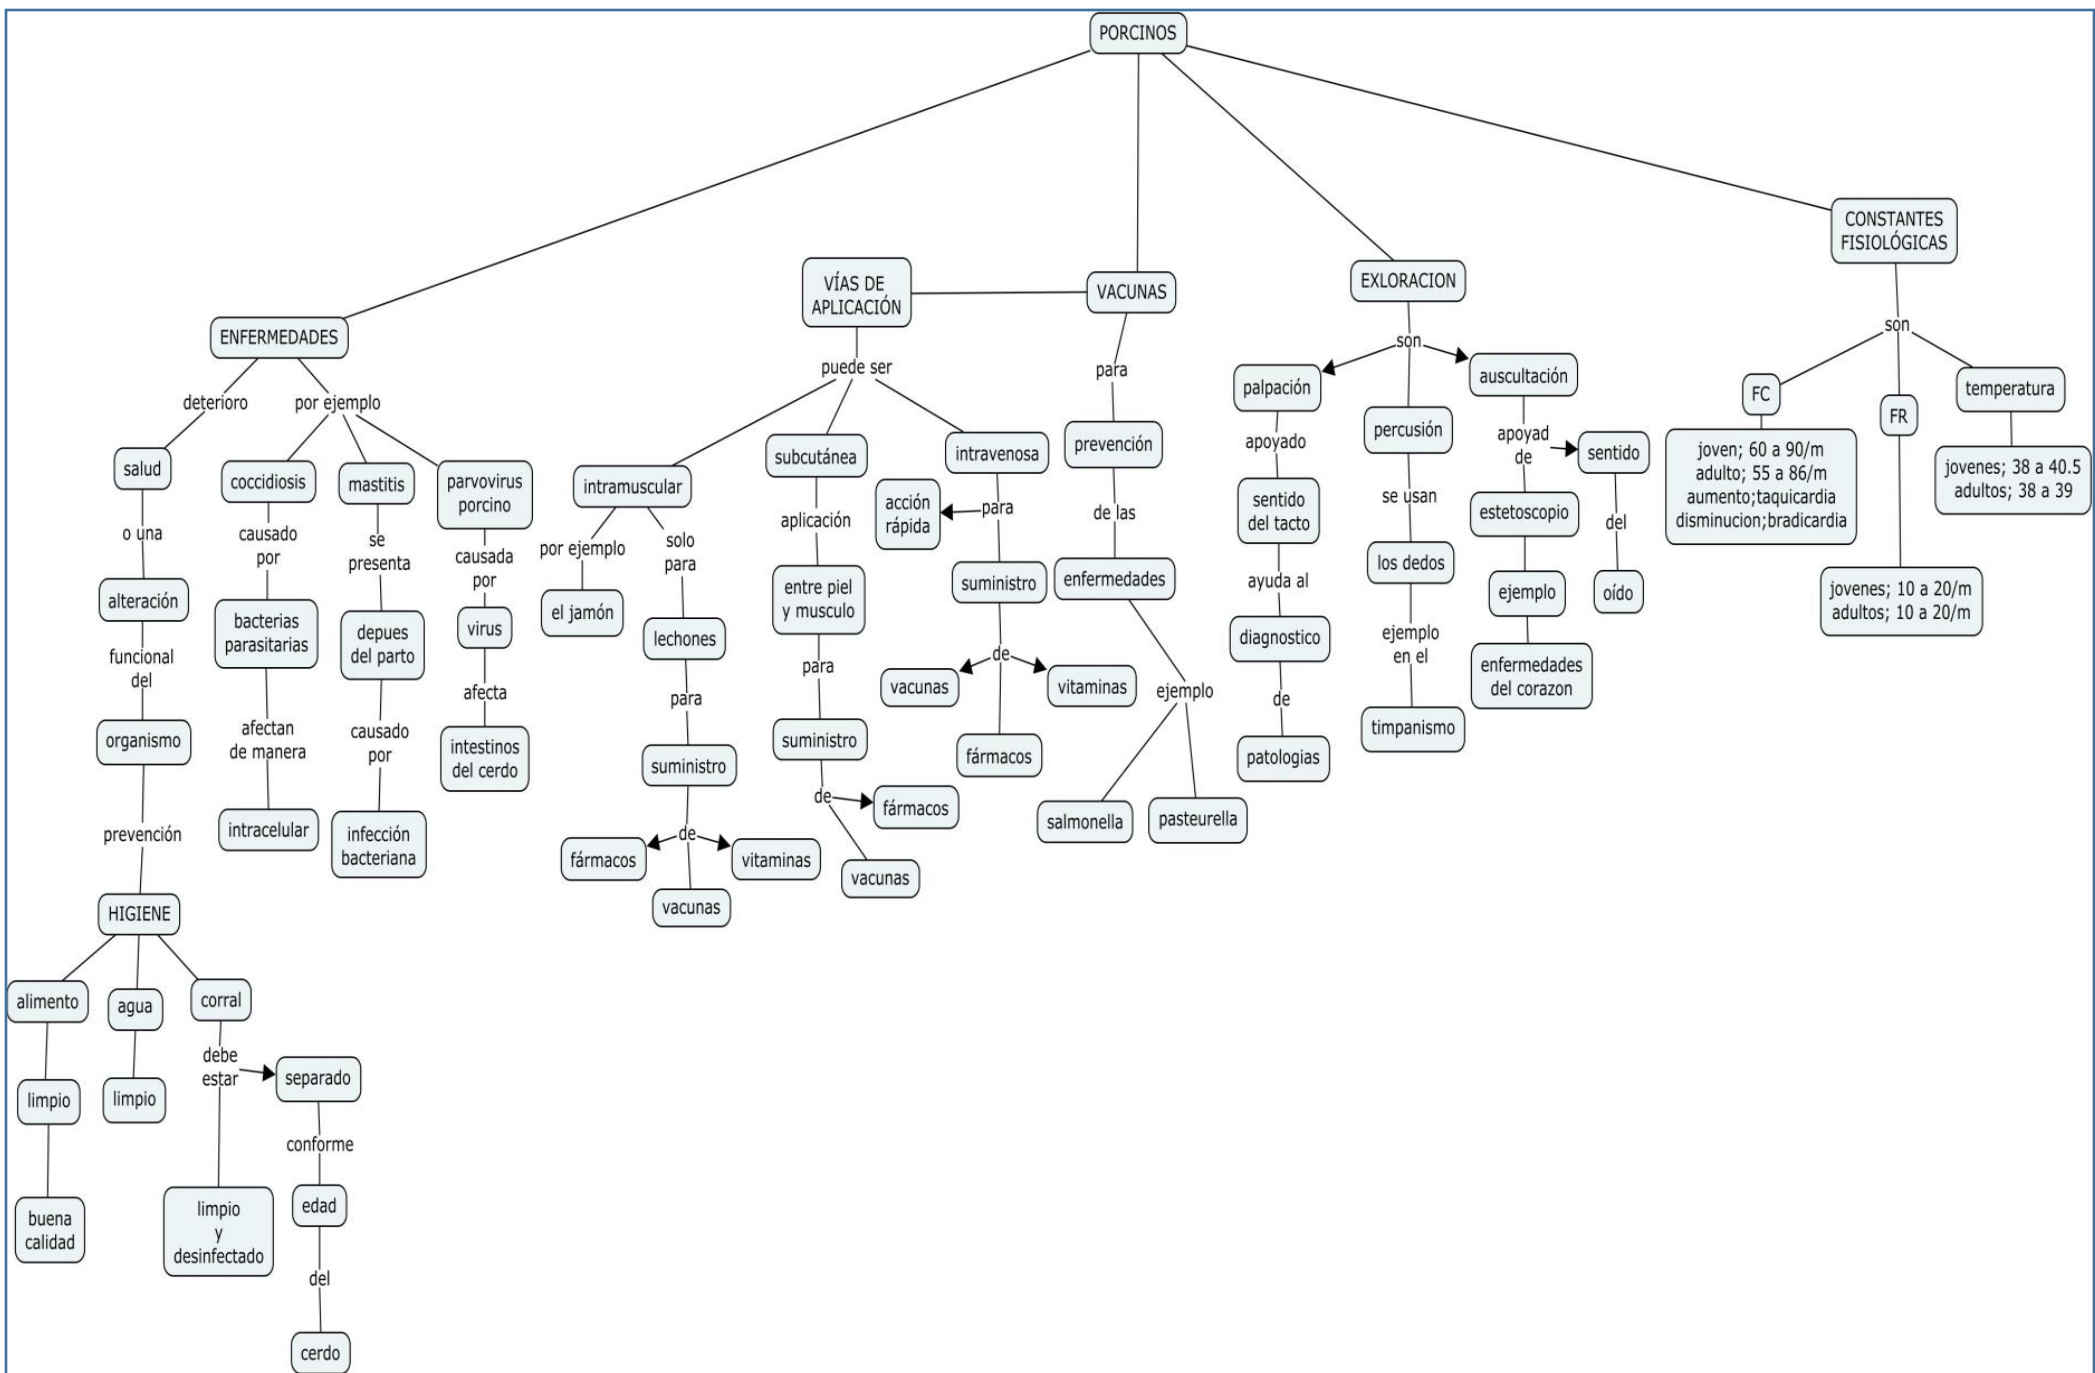 PORCINOS
ENFERMEDADES
deterioro
salud
o una
alteración
funcional
del
organismo
prevención
HIGIENE
alimento
limpio
buena
calidad
agua
limpio
corral
debe
estar
limpio
y
desinfectado
separado
conforme
edad
del
cerdo
por ejemplo
coccidiosis
causado
por
bacterias
parasitarias
afectan
de manera
intracelular
mastitis
se
presenta
depues
del parto
causado
por
infección
bacteriana
parvovirus
porcino
causada
por
virus
afecta
intestinos
del cerdo
VÍAS DE
APLICACIÓN
puede ser
intramuscular
por ejemplo
el jamón
solo
para
lechones
para
suministro
de
fármacos
vacunas
vitaminas
subcutánea
aplicación
entre piel
y musculo
para
suministro
de
fármacos
vacunas
intravenosa
para
acción
rápida
suministro
de
vacunas
fármacos
vitaminas
VACUNAS
para
prevención
de las
enfermedades
ejemplo
salmonella
pasteurella
EXLORACION
son
palpación
apoyado
sentido
del tacto
ayuda al
diagnostico
de
patologias
percusión
se usan
los dedos
ejemplo
en el
timpanismo
auscultación
apoyad
de
estetoscopio
ejemplo
enfermedades
del corazon
sentido
del
oído
CONSTANTES
FISIOLÓGICAS
son
FC
joven; 60 a 90/m
adulto; 55 a 86/m
aumento;taquicardia
disminucion;bradicardia
FR
jovenes; 10 a 20/m
adultos; 10 a 20/m
temperatura
jovenes; 38 a 40.5
adultos; 38 a 39